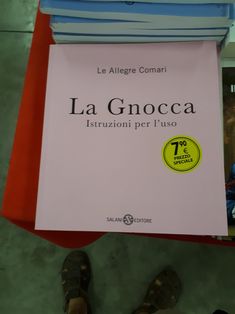 Le Allegre Comari
La Gnocca
Istruzioni per l'uso
7,90
€
PREZZO
SPECIALE
SALANI EDITORE